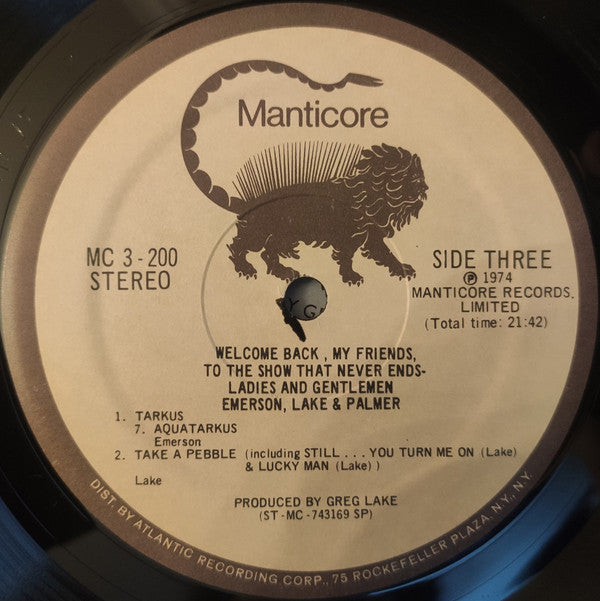 Manticore
MC 3-200
STEREO
SIDE THREE
℗ 1974
MANTICORE RECORDS,
LIMITED
(Total time: 21:42)
WELCOME BACK, MY FRIENDS,
TO THE SHOW THAT NEVER ENDS-
LADIES AND GENTLEMEN
EMERSON, LAKE & PALMER
1. TARKUS
7. AQUATARKUS
Emerson
2. TAKE A PEBBLE (including STILL . . . YOU TURN ME ON (Lake)
& LUCKY MAN (Lake) )
Lake
PRODUCED BY GREG LAKE
(ST-MC-743169 SP)
DIST. BY ATLANTIC RECORDING CORP., 75 ROCKEFELLER PLAZA, N.Y., N.Y.